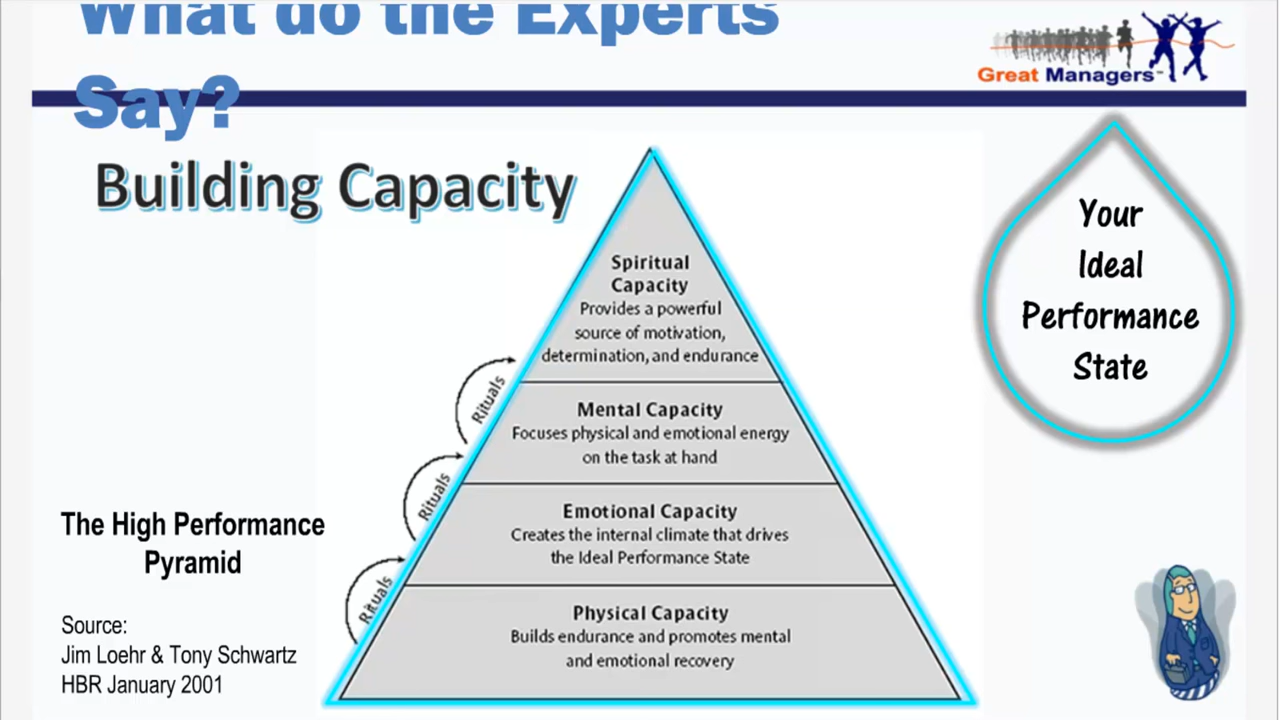 What do the Experts
Say?
Great Managers™
Building Capacity
Your
Ideal
Performance
State
Spiritual
Capacity
Provides a powerful
source of motivation,
determination, and endurance
Rituals
Mental Capacity
Focuses physical and emotional energy
on the task at hand
Rituals
Emotional Capacity
Creates the internal climate that drives
the Ideal Performance State
Rituals
Physical Capacity
Builds endurance and promotes mental
and emotional recovery
The High Performance
Pyramid
Source:
Jim Loehr & Tony Schwartz
HBR January 2001